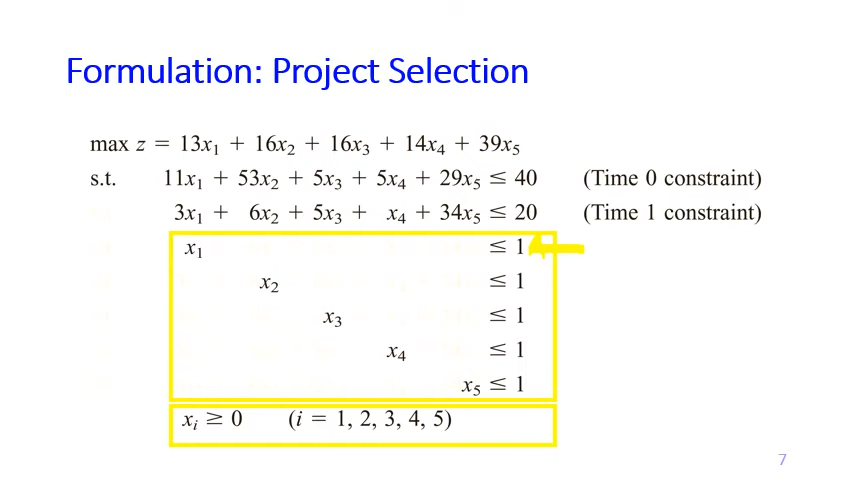 Formulation: Project Selection
max z = 13x₁ + 16x₂ + 16x₃ + 14x₄ + 39x₅
s.t. 11x₁ + 53x₂ + 5x₃ + 5x₄ + 29x₅ ≤ 40 (Time 0 constraint)
3x₁ + 6x₂ + 5x₃ + x₄ + 34x₅ ≤ 20 (Time 1 constraint)
x₁ ≤ 1
x₂ ≤ 1
x₃ ≤ 1
x₄ ≤ 1
x₅ ≤ 1
xᵢ ≥ 0 (i = 1, 2, 3, 4, 5)
7